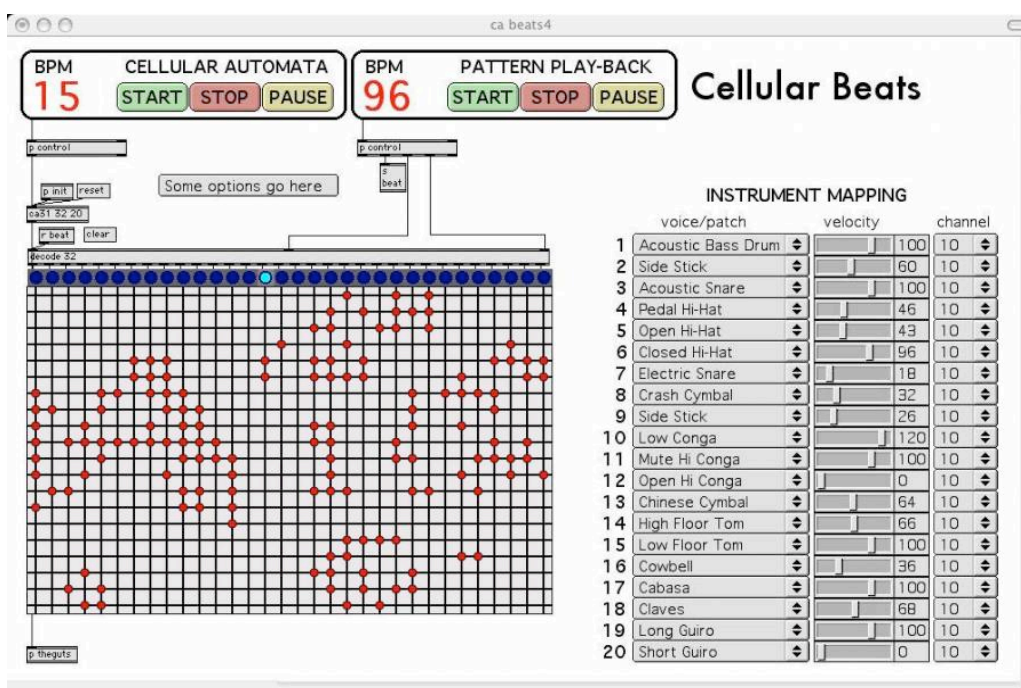 ca beats4
BPM CELLULAR AUTOMATA
15 START STOP PAUSE
BPM PATTERN PLAY-BACK
96 START STOP PAUSE
Cellular Beats
p control
p control
s
beat
p init reset
Some options go here
ca31 32 20
r beat clear
decode 32
p theguts
INSTRUMENT MAPPING
voice/patch velocity channel
1 Acoustic Bass Drum 100 10
2 Side Stick 60 10
3 Acoustic Snare 100 10
4 Pedal Hi-Hat 46 10
5 Open Hi-Hat 43 10
6 Closed Hi-Hat 96 10
7 Electric Snare 18 10
8 Crash Cymbal 32 10
9 Side Stick 26 10
10 Low Conga 120 10
11 Mute Hi Conga 100 10
12 Open Hi Conga 0 10
13 Chinese Cymbal 64 10
14 High Floor Tom 66 10
15 Low Floor Tom 100 10
16 Cowbell 36 10
17 Cabasa 100 10
18 Claves 68 10
19 Long Guiro 100 10
20 Short Guiro 0 10